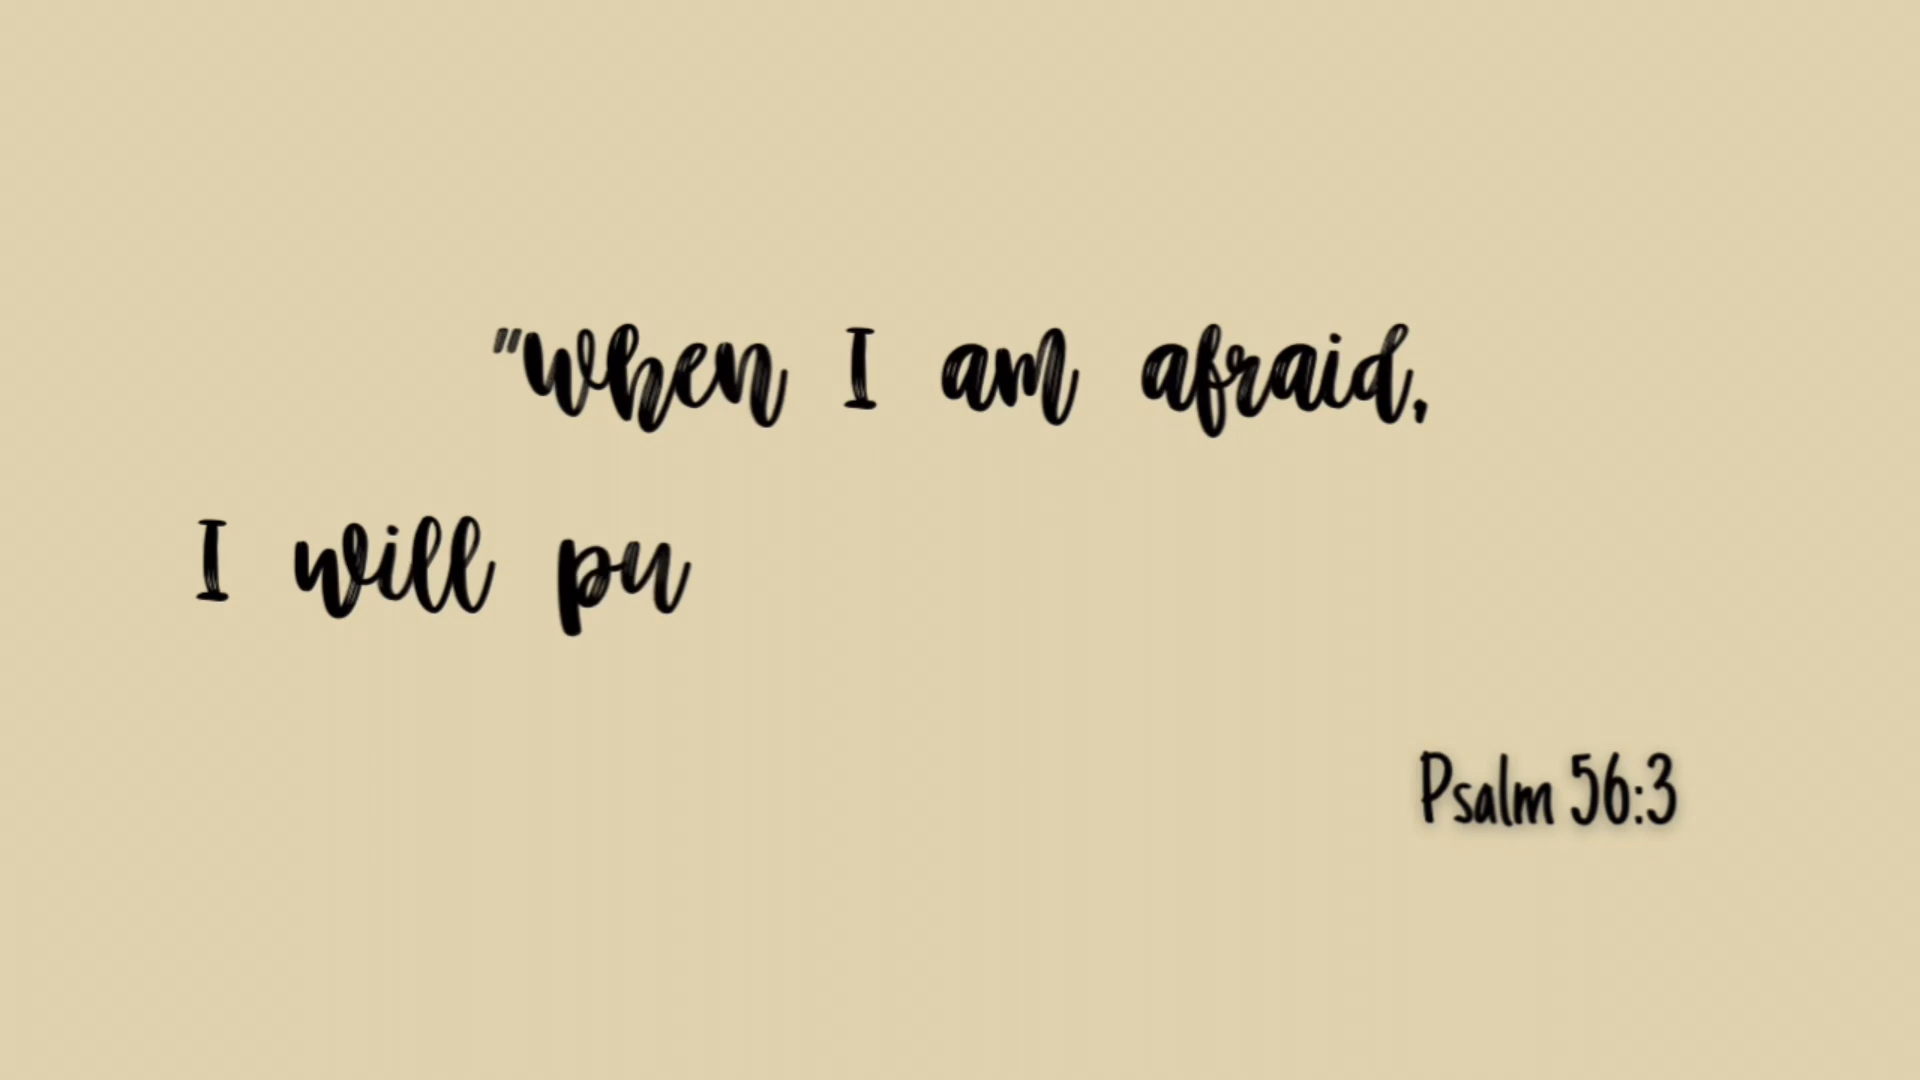 "when I am afraid,
I will pu
Psalm 56:3